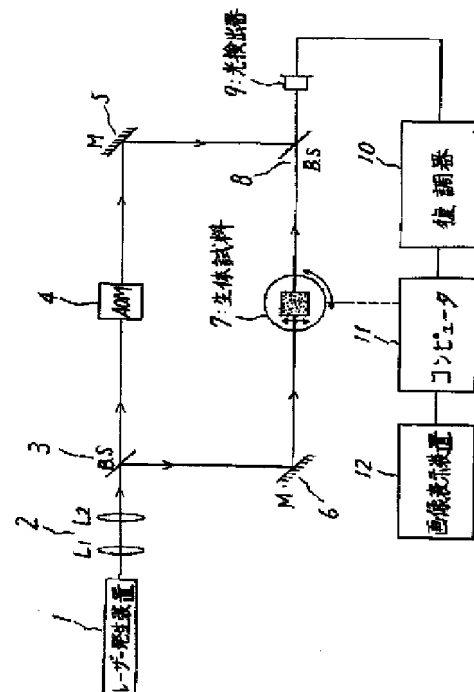 1
レーザー発生装置
2
L1
L2
3
B.S
4
AOM
M
5
M
6
7:生体試料
8
B.S
9:光検出器
10
復調器
11
コンピュータ
12
画像表示装置